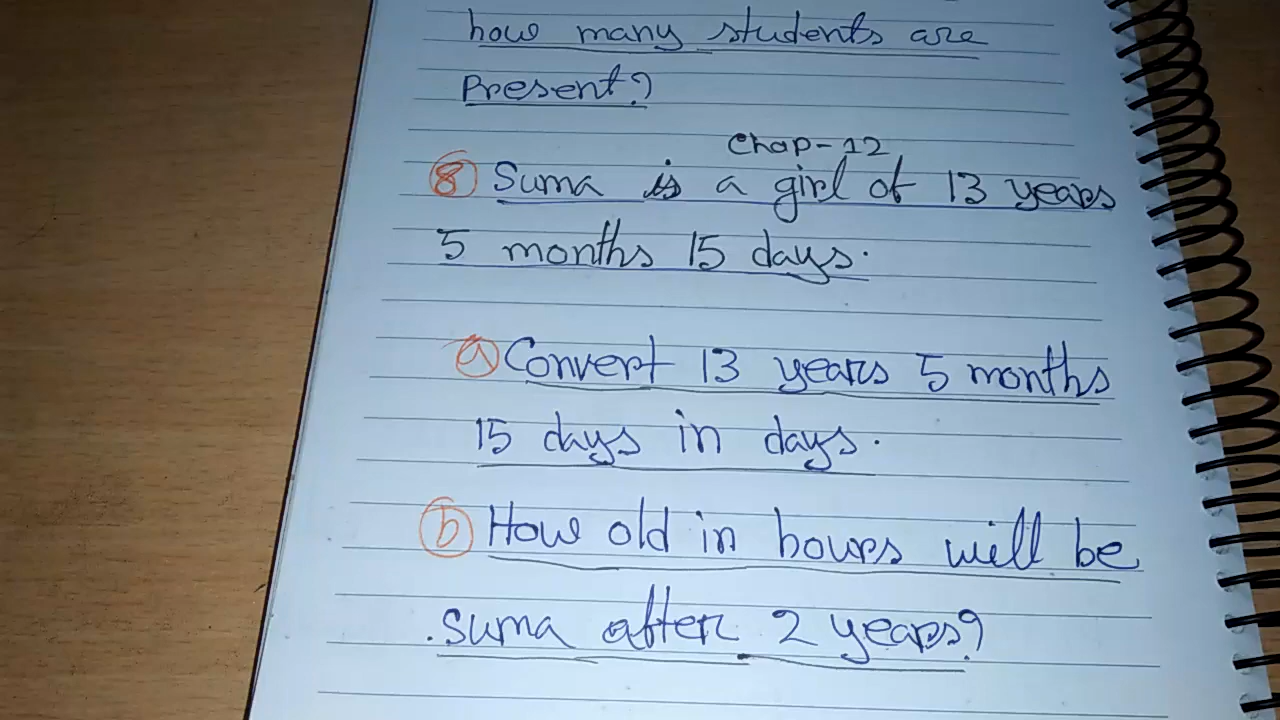 how many students are
Present?
Chap-12
8 Suma is a girl of 13 years
5 months 15 days.
a Convert 13 years 5 months
15 days in days.
b How old in hours will be
.Suma after 2 years?